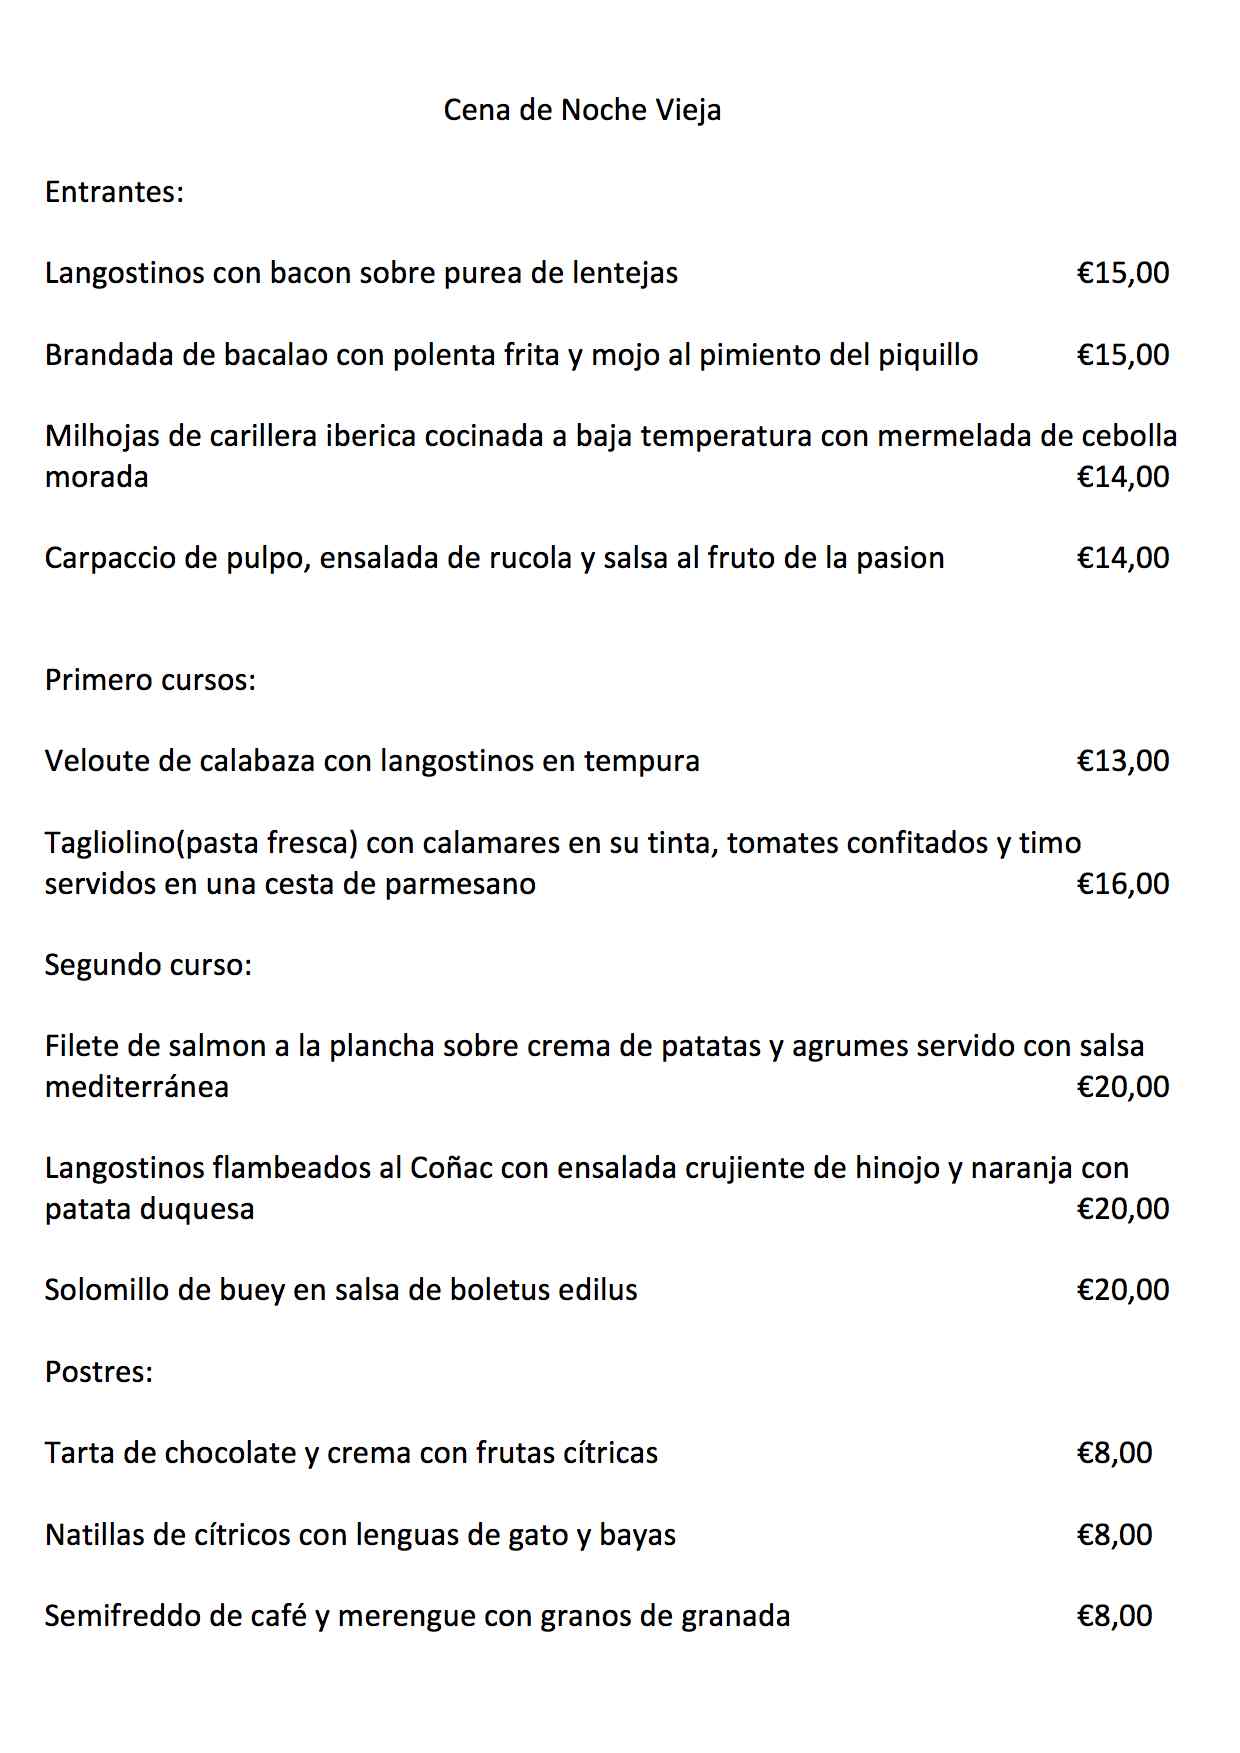 Cena de Noche Vieja
Entrantes:
Langostinos con bacon sobre purea de lentejas €15,00
Brandada de bacalao con polenta frita y mojo al pimiento del piquillo €15,00
Milhojas de carillera iberica cocinada a baja temperatura con mermelada de cebolla
morada €14,00
Carpaccio de pulpo, ensalada de rucola y salsa al fruto de la pasion €14,00
Primero cursos:
Veloute de calabaza con langostinos en tempura €13,00
Tagliolino(pasta fresca) con calamares en su tinta, tomates confitados y timo
servidos en una cesta de parmesano €16,00
Segundo curso:
Filete de salmon a la plancha sobre crema de patatas y agrumes servido con salsa
mediterránea €20,00
Langostinos flambeados al Coñac con ensalada crujiente de hinojo y naranja con
patata duquesa €20,00
Solomillo de buey en salsa de boletus edilus €20,00
Postres:
Tarta de chocolate y crema con frutas cítricas €8,00
Natillas de cítricos con lenguas de gato y bayas €8,00
Semifreddo de café y merengue con granos de granada €8,00